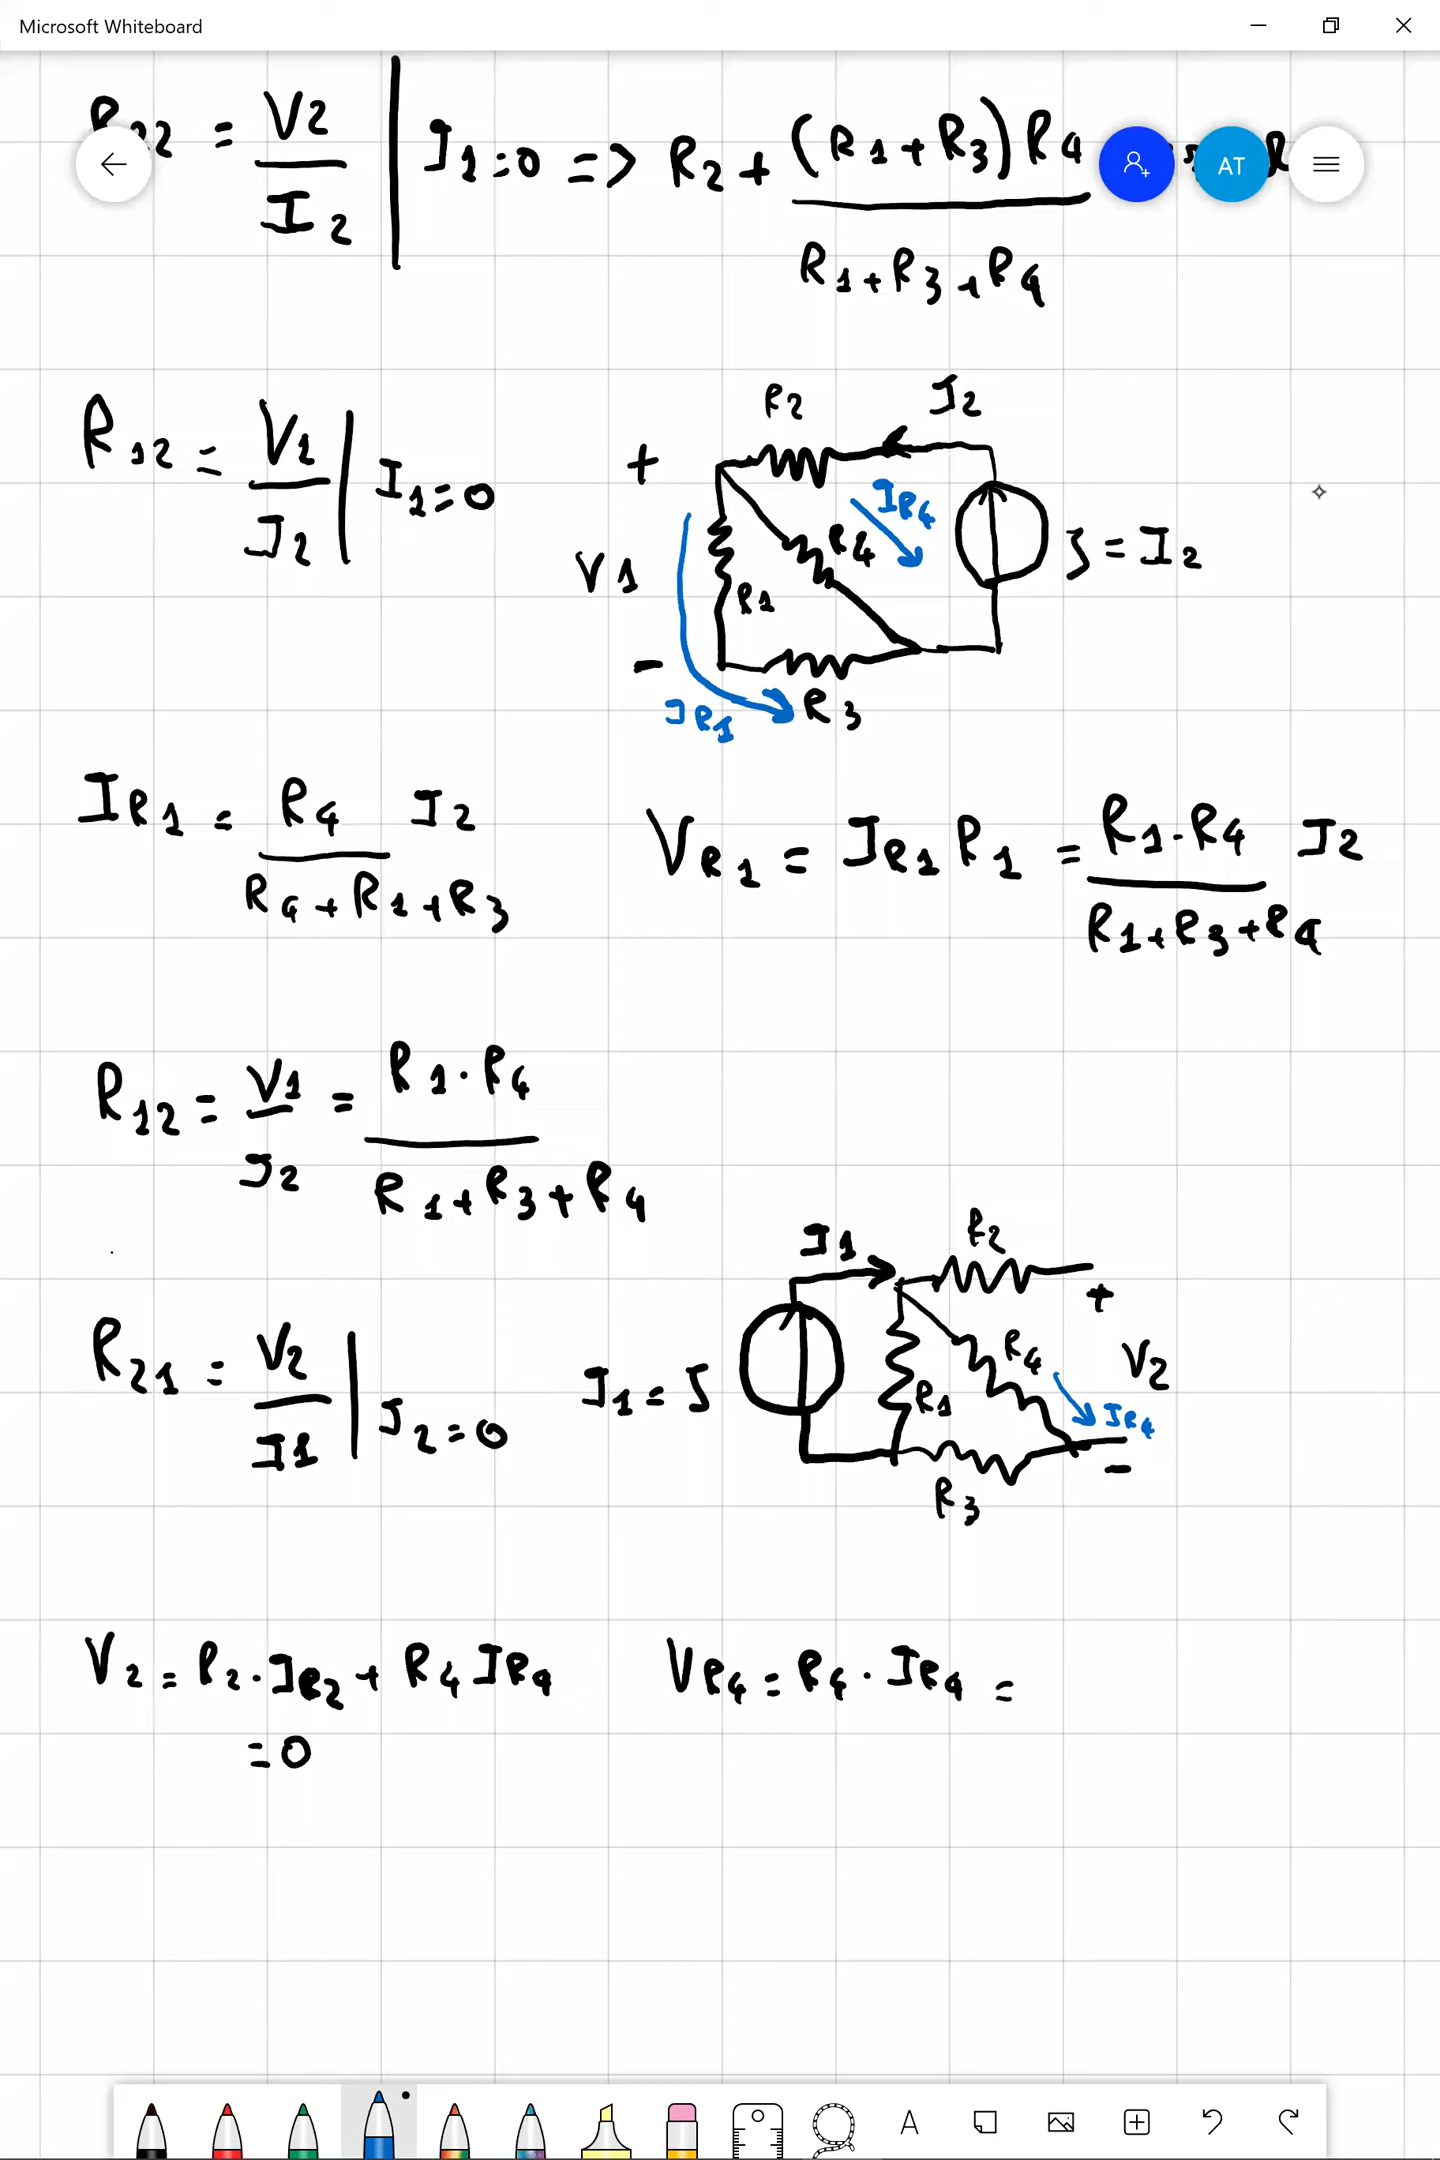 Microsoft Whiteboard
R22 = V2 / I2 | I1=0 => R2 + (R1+R3)R4 / R1+R3+R4
AT
R12 = V1 / I2 | I1=0
R2 I2
+ V1 -
IR4
R4
R1
I2
IR1
R3
IR1 = R4 / R4+R1+R3 I2
VR1 = IR1 R1 = R1.R4 / R1+R3+R4 I2
R12 = V1 / I2 = R1.R4 / R1+R3+R4
R21 = V2 / I1 | I2=0
I1 R2
+ V2 -
I1 =
R4
R1
IR4
R3
V2 = R2.IR2 + R4 IR4
=0
VR4 = R4.IR4 =
A